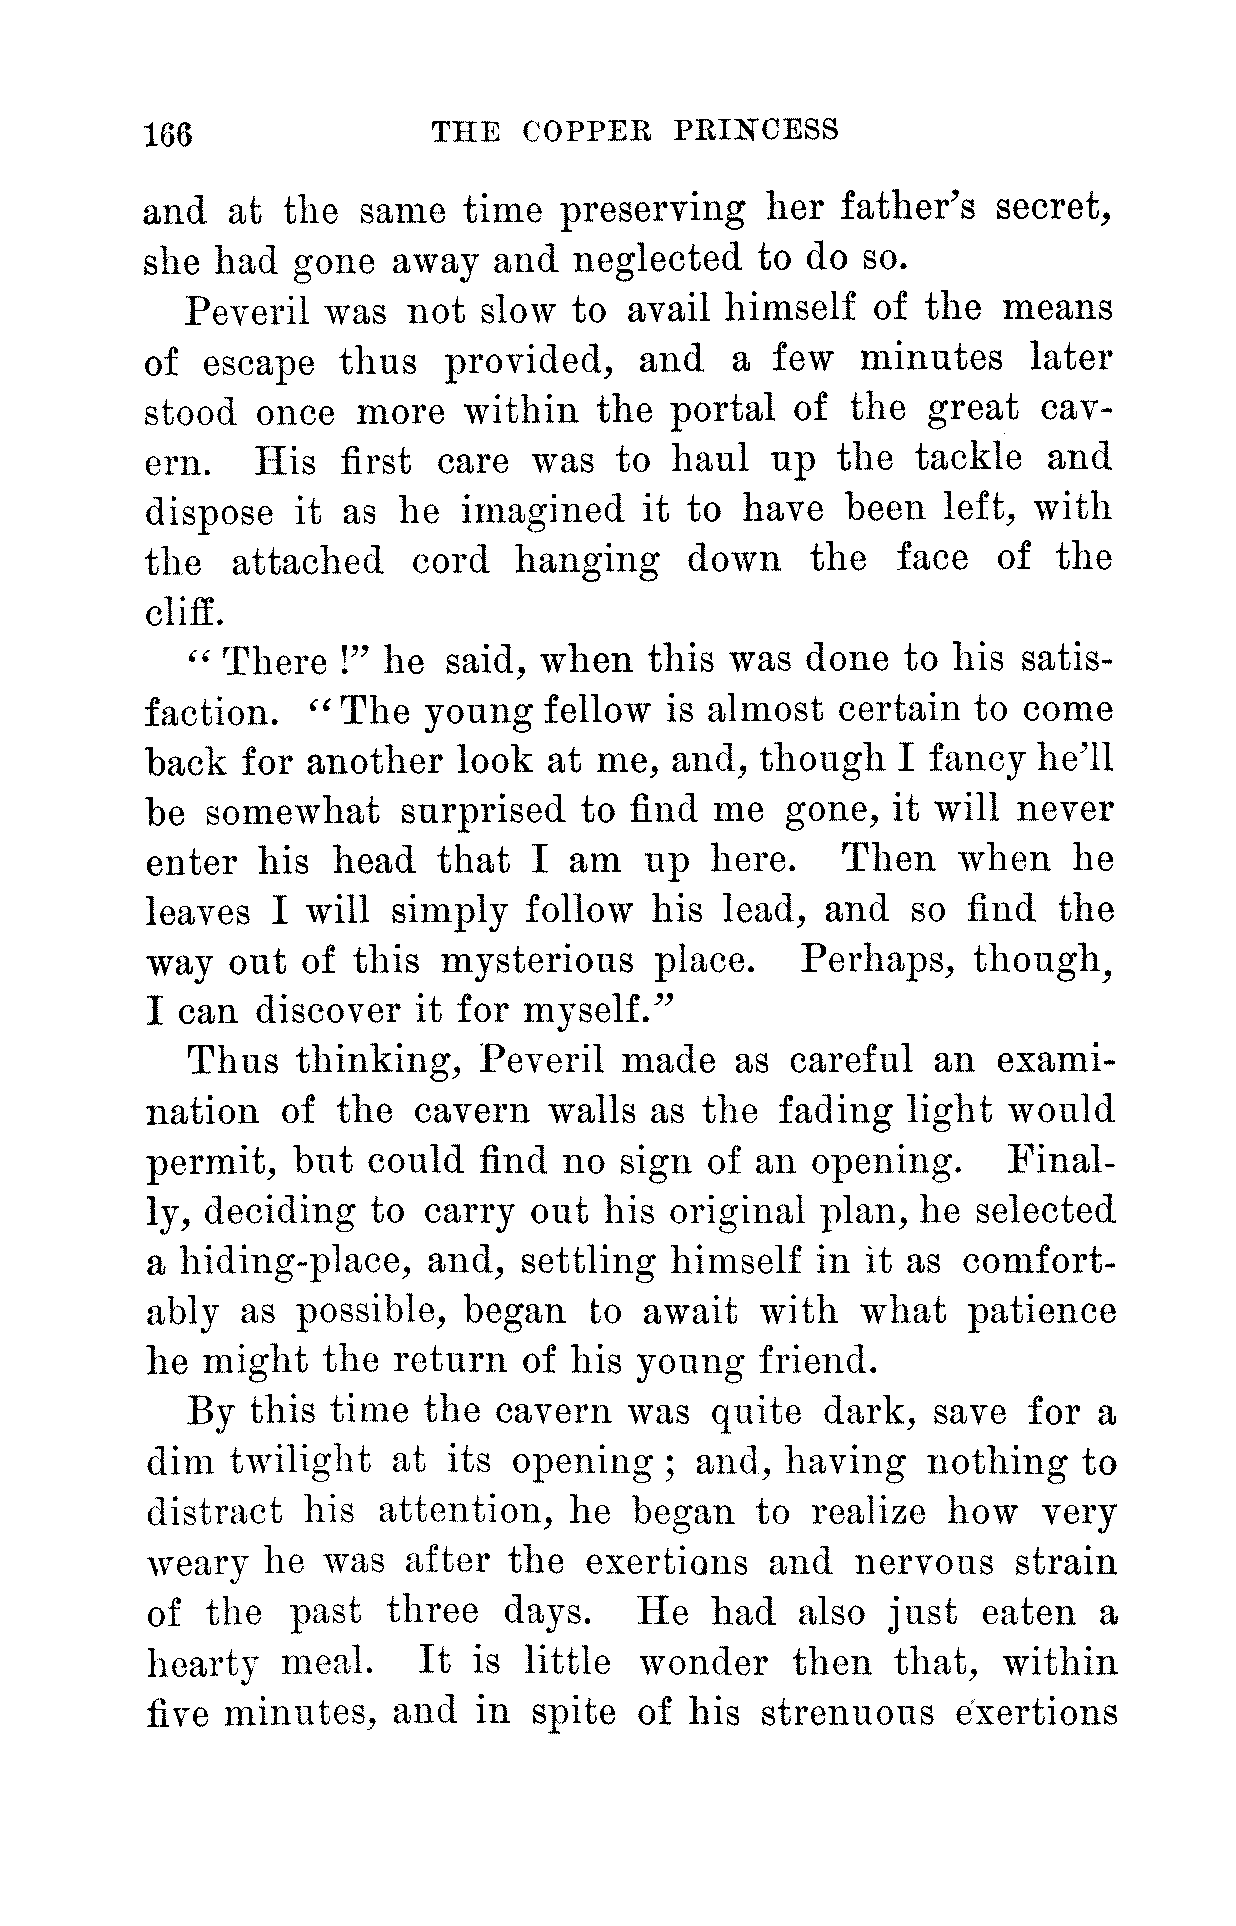 166 THE COPPER PRINCESS
and at the same time preserving her father's secret,
she had gone away and neglected to do so.
Peveril was not slow to avail himself of the means
of escape thus provided, and a few minutes later
stood once more within the portal of the great cav-
ern. His first care was to haul up the tackle and
dispose it as he imagined it to have been left, with
the attached cord hanging down the face of the
cliff.
“ There !” he said, when this was done to his satis-
faction. “ The young fellow is almost certain to come
back for another look at me, and, though I fancy he'll
be somewhat surprised to find me gone, it will never
enter his head that I am up here. Then when he
leaves I will simply follow his lead, and so find the
way out of this mysterious place. Perhaps, though,
I can discover it for myself.”
Thus thinking, Peveril made as careful an exami-
nation of the cavern walls as the fading light would
permit, but could find no sign of an opening. Final-
ly, deciding to carry out his original plan, he selected
a hiding-place, and, settling himself in it as comfort-
ably as possible, began to await with what patience
he might the return of his young friend.
By this time the cavern was quite dark, save for a
dim twilight at its opening ; and, having nothing to
distract his attention, he began to realize how very
weary he was after the exertions and nervous strain
of the past three days. He had also just eaten a
hearty meal. It is little wonder then that, within
five minutes, and in spite of his strenuous exertions